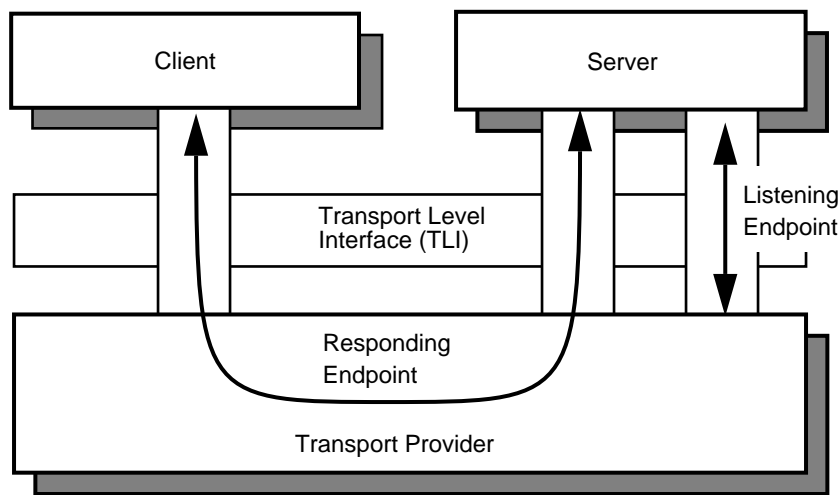 Client
Server
Transport Level
Interface (TLI)
Listening
Endpoint
Responding
Endpoint
Transport Provider